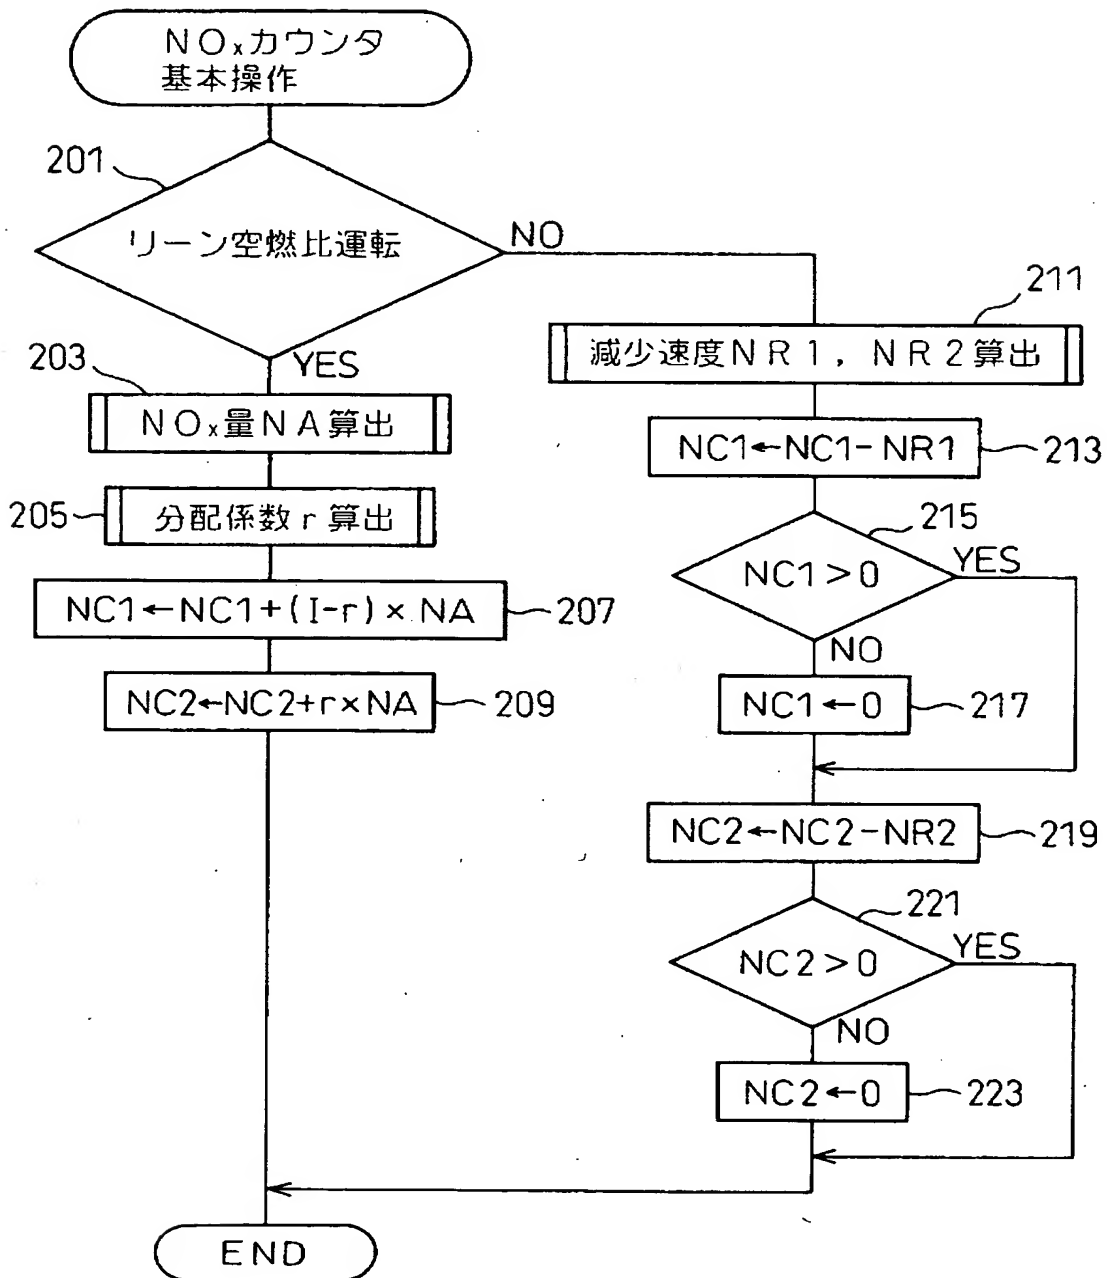 NOxカウンタ
基本操作
201
リーン空燃比運転
NO
YES
203
NOx量NA算出
205
分配係数r算出
NC1←NC1+(I-r)×NA
207
NC2←NC2+r×NA
209
211
減少速度NR1,NR2算出
NC1←NC1-NR1
213
215
NC1>0
YES
NO
NC1←0
217
NC2←NC2-NR2
219
221
NC2>0
YES
NO
NC2←0
223
END